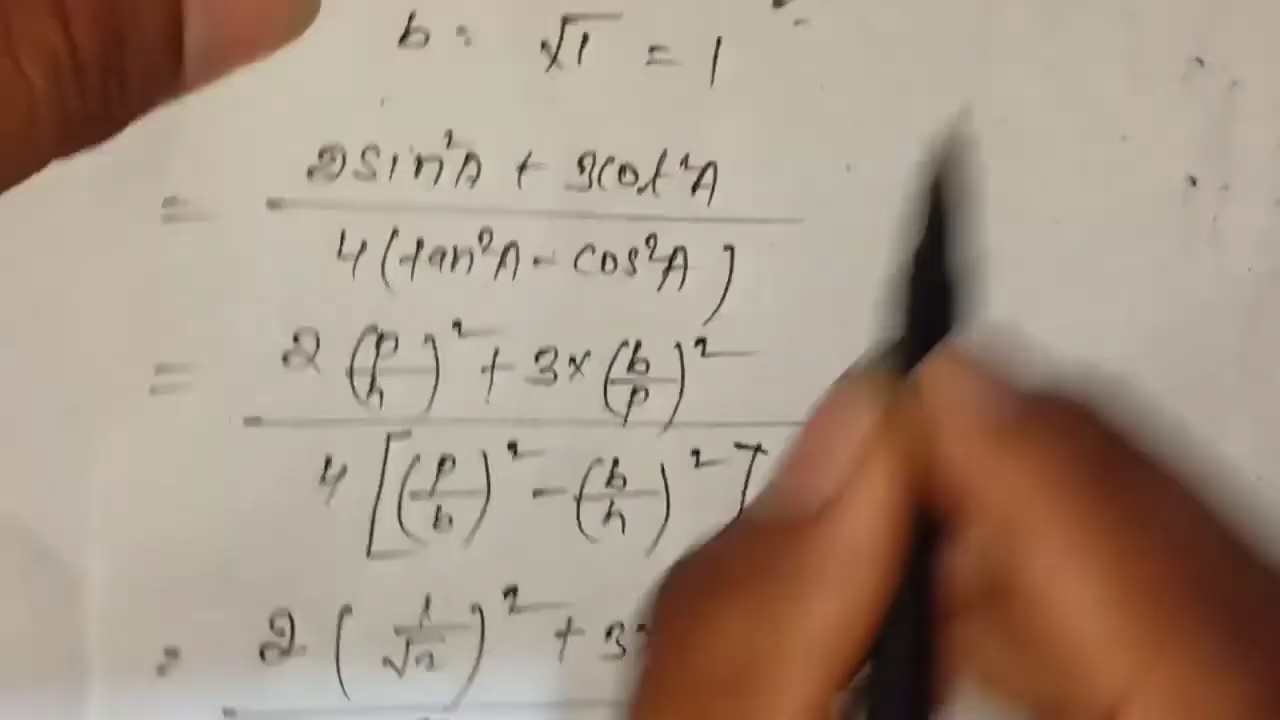 b = √1 = 1
= 2sin²A + 3cot²A
4(tan²A - cos²A)
= 2(p/h)² + 3×(b/p)²
4[(p/b)² - (b/h)²]
= 2(1/√2)² + 3×